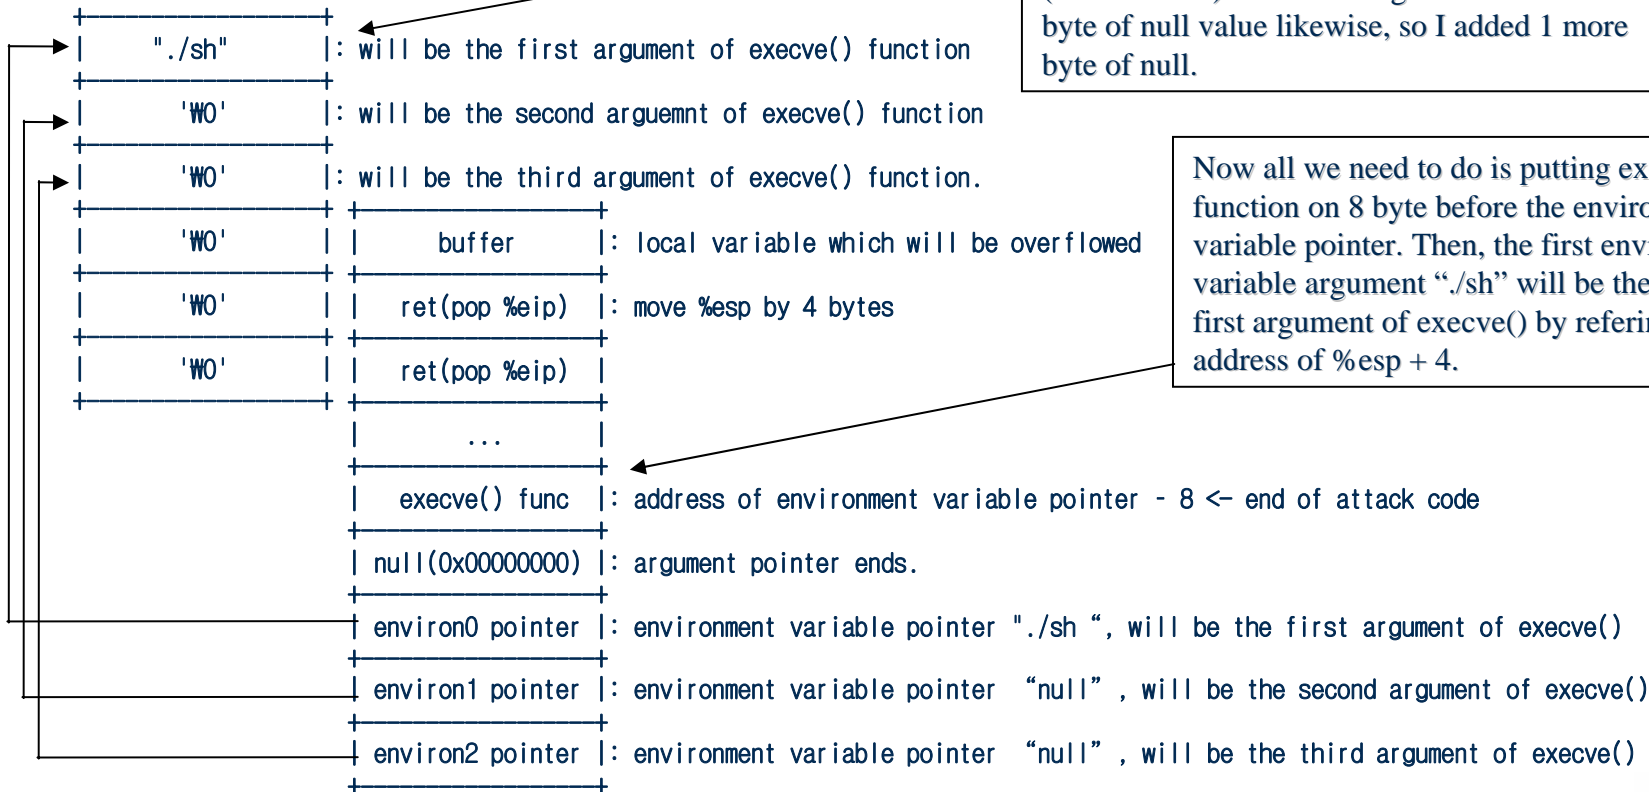 byte of null value likewise, so I added 1 more
byte of null.
"./sh" : will be the first argument of execve() function
'₩0' : will be the second arguemnt of execve() function
'₩0' : will be the third argument of execve() function.
'₩0' buffer : local variable which will be overflowed
'₩0' ret(pop %eip) : move %esp by 4 bytes
'₩0' ret(pop %eip)
...
Now all we need to do is putting
function on 8 byte before the
variable pointer. Then, the first
variable argument “./sh” will be the
first argument of execve() by
address of %esp + 4.
execve() func : address of environment variable pointer - 8 <- end of attack code
null(0x00000000) : argument pointer ends.
environ0 pointer : environment variable pointer "./sh “, will be the first argument of execve()
environ1 pointer : environment variable pointer “null” , will be the second argument of execve()
environ2 pointer : environment variable pointer “null” , will be the third argument of execve()